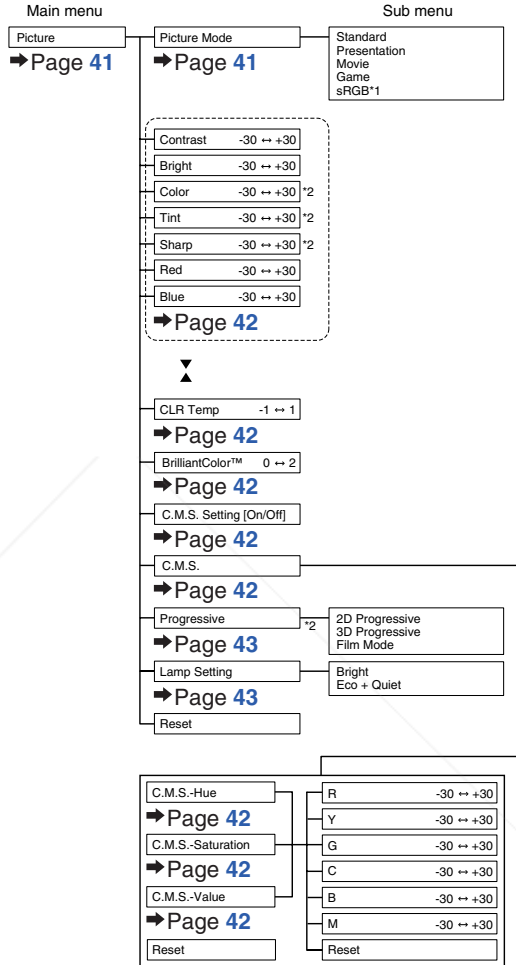 Main menu
Sub menu
Picture
➡Page 41
Picture Mode
➡Page 41
Standard
Presentation
Movie
Game
sRGB*1
Contrast -30 ↔ +30
Bright -30 ↔ +30
Color -30 ↔ +30 *2
Tint -30 ↔ +30 *2
Sharp -30 ↔ +30 *2
Red -30 ↔ +30
Blue -30 ↔ +30
➡Page 42
CLR Temp -1 ↔ 1
➡Page 42
BrilliantColor™ 0 ↔ 2
➡Page 42
C.M.S. Setting [On/Off]
➡Page 42
C.M.S.
➡Page 42
Progressive *2
➡Page 43
2D Progressive
3D Progressive
Film Mode
Lamp Setting
➡Page 43
Bright
Eco + Quiet
Reset
C.M.S.-Hue
➡Page 42
C.M.S.-Saturation
➡Page 42
C.M.S.-Value
➡Page 42
Reset
R -30 ↔ +30
Y -30 ↔ +30
G -30 ↔ +30
C -30 ↔ +30
B -30 ↔ +30
M -30 ↔ +30
Reset